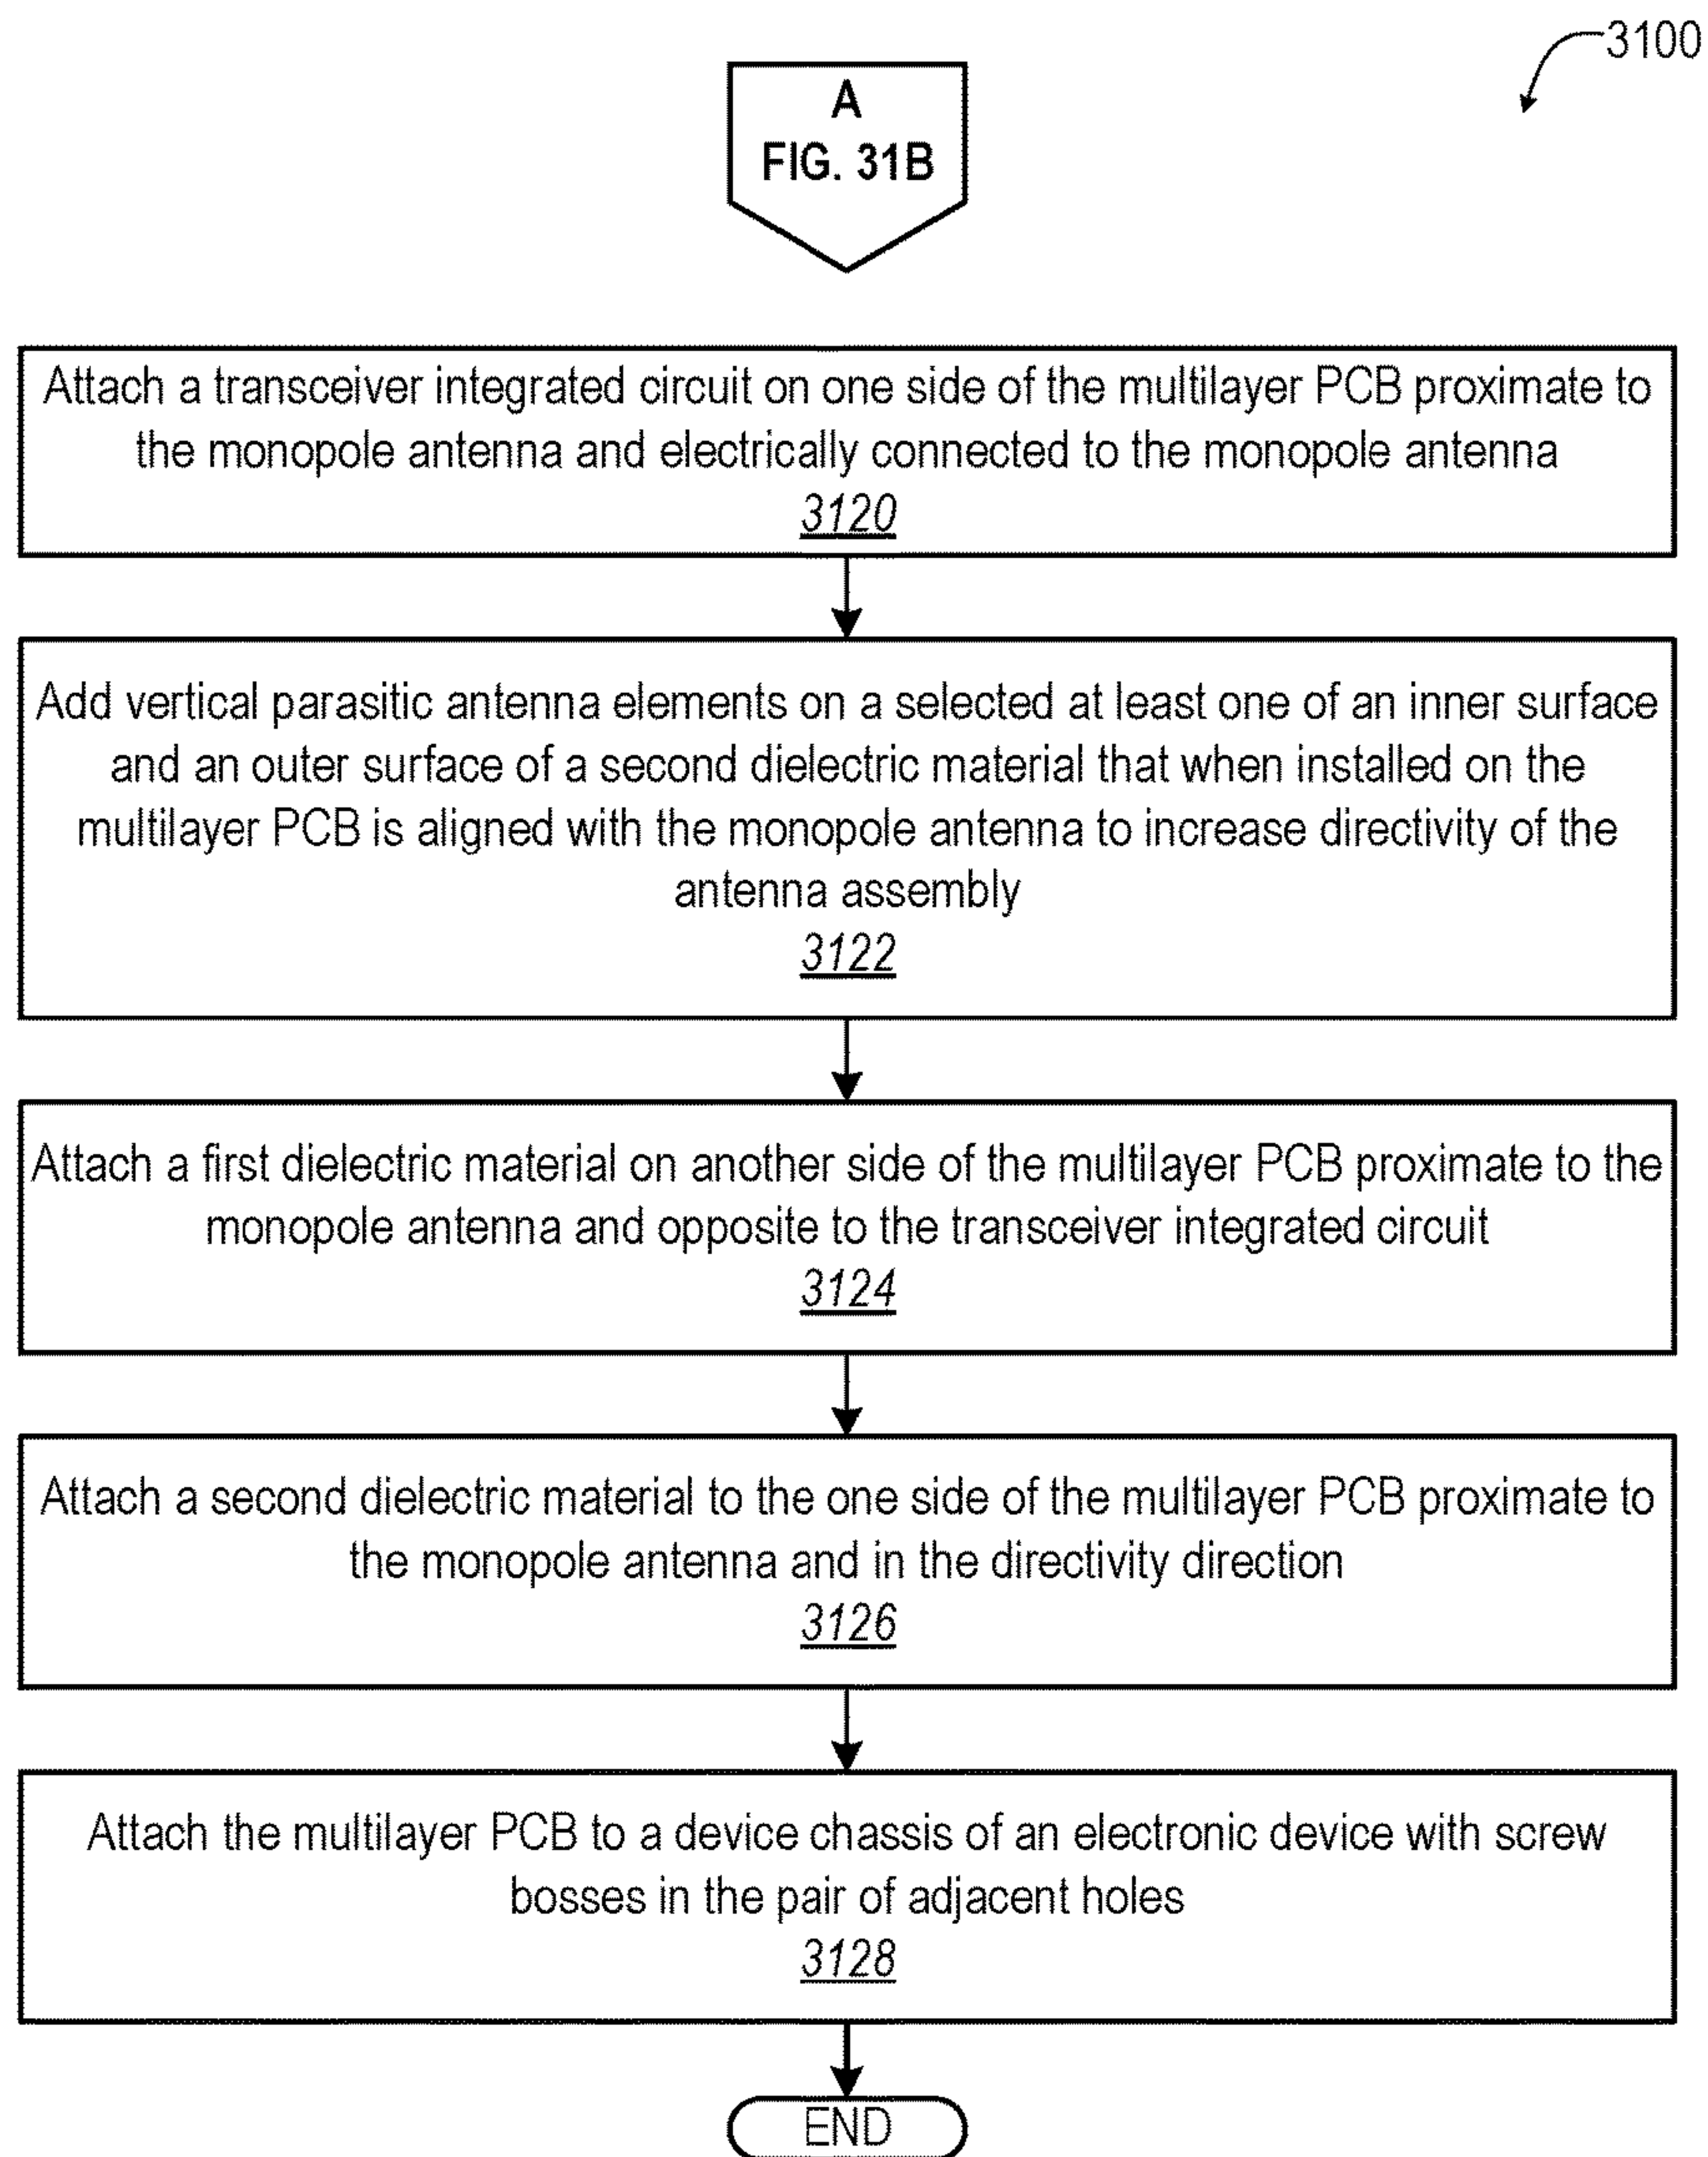 3100
A
FIG. 31B
Attach a transceiver integrated circuit on one side of the multilayer PCB proximate to
the monopole antenna and electrically connected to the monopole antenna
3120
Add vertical parasitic antenna elements on a selected at least one of an inner surface
and an outer surface of a second dielectric material that when installed on the
multilayer PCB is aligned with the monopole antenna to increase directivity of the
antenna assembly
3122
Attach a first dielectric material on another side of the multilayer PCB proximate to the
monopole antenna and opposite to the transceiver integrated circuit
3124
Attach a second dielectric material to the one side of the multilayer PCB proximate to
the monopole antenna and in the directivity direction
3126
Attach the multilayer PCB to a device chassis of an electronic device with screw
bosses in the pair of adjacent holes
3128
END